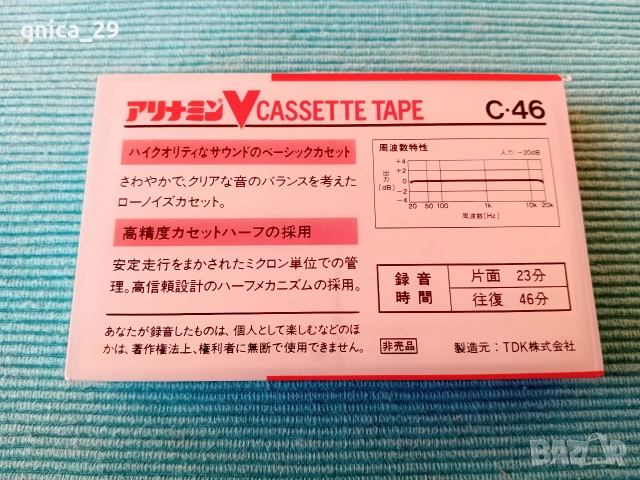 qnica_29
アリナミンV CASSETTE TAPE C·46
ハイクオリティなサウンドのベーシックカセット
さわやかで、クリアな音のバランスを考えた
ローノイズカセット。
高精度カセットハーフの採用
安定走行をまかされたミクロン単位での管
理。高信頼設計のハーフメカニズムの採用。
あなたが録音したものは、個人として楽しむなどのほ
かは、著作権法上、権利者に無断で使用できません。
周波数特性 入力:-20dB
出力(dB)
+4
+2
0
-2
-4
20 50 100 1k 10k 20k
周波数(Hz)
録音時間
片面 23分
往復 46分
非売品 製造元:TDK株式会社
BAZAR